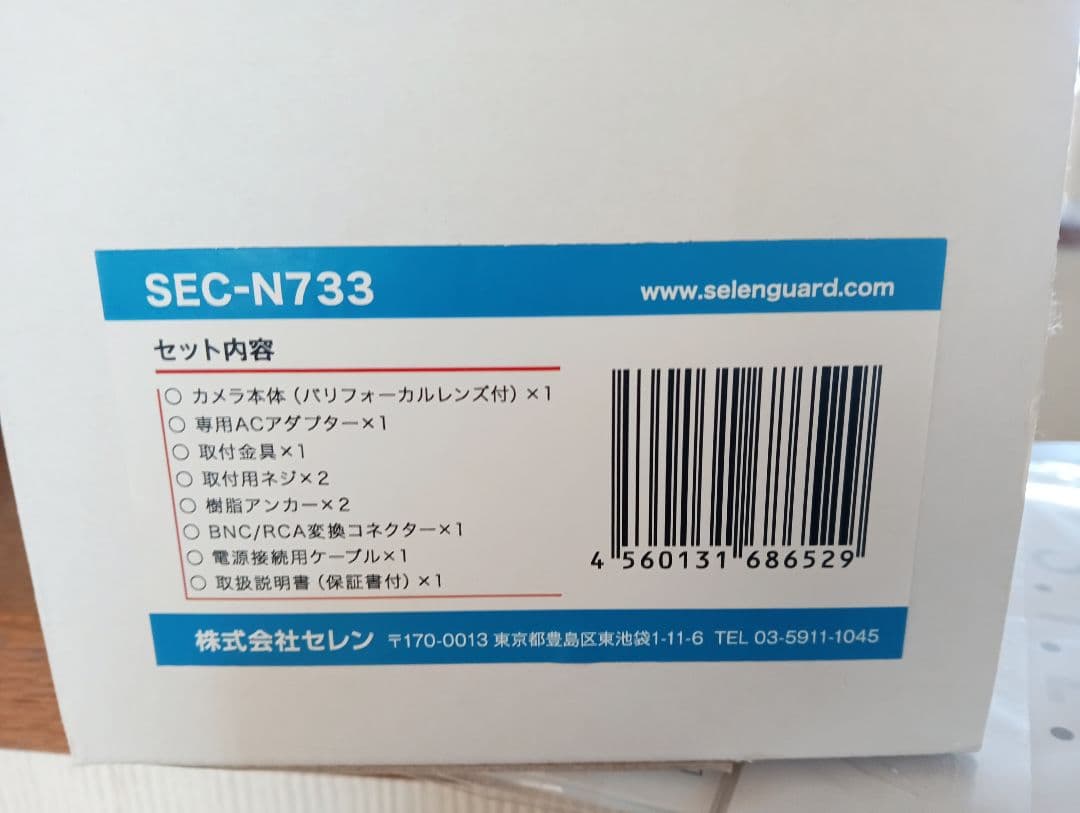 SEC-N733
www.selenguard.com
セット内容
○ カメラ本体（バリフォーカルレンズ付）×1
○ 専用ACアダプター×1
○ 取付金具×1
○ 取付用ネジ×2
○ 樹脂アンカー×2
○ BNC/RCA変換コネクター×1
○ 電源接続用ケーブル×1
○ 取扱説明書（保証書付）×1
4 560131 686529
株式会社セレン 〒170-0013 東京都豊島区東池袋1-11-6 TEL 03-5911-1045